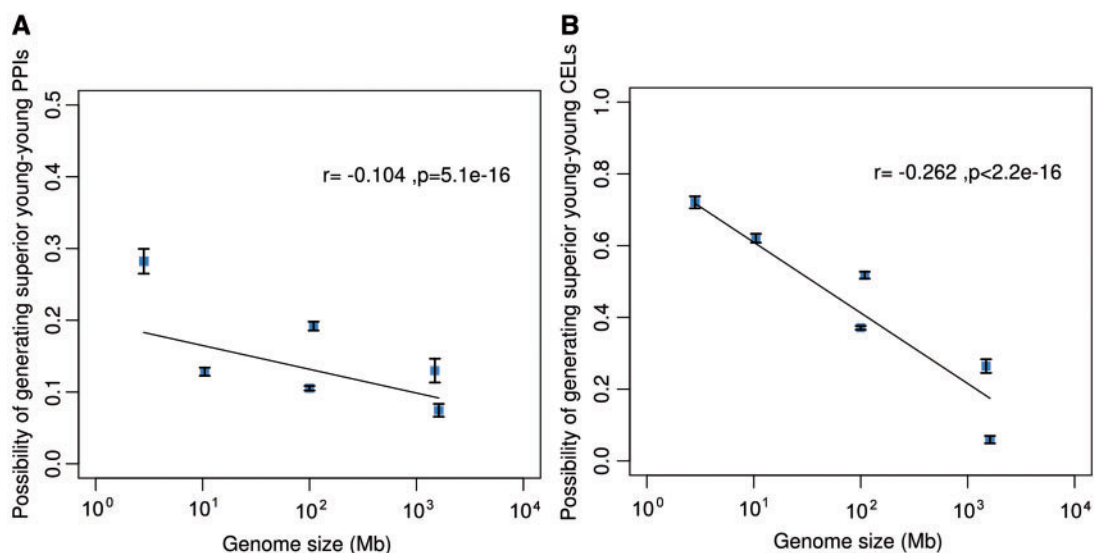 A
Possibility of generating superior young-young PPIs
0.5
0.4
0.3
0.2
0.1
0.0
r= -0.104 ,p=5.1e-16
10^0 10^1 10^2 10^3 10^4
Genome size (Mb)
B
Possibility of generating superior young-young CELs
1.0
0.8
0.6
0.4
0.2
0.0
r= -0.262 ,p<2.2e-16
10^0 10^1 10^2 10^3 10^4
Genome size (Mb)